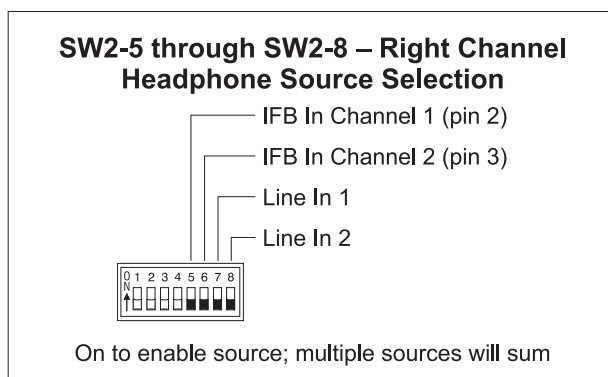 SW2-5 through SW2-8 – Right Channel
Headphone Source Selection
IFB In Channel 1 (pin 2)
IFB In Channel 2 (pin 3)
Line In 1
Line In 2
ON 1 2 3 4 5 6 7 8
On to enable source; multiple sources will sum